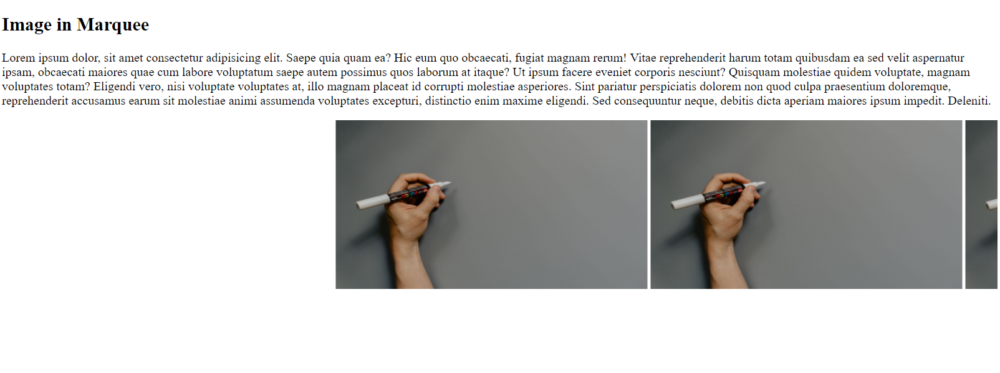 Image in Marquee
Lorem ipsum dolor, sit amet consectetur adipisicing elit. Saepe quia quam ea? Hic eum quo obcaecati, fugiat magnam rerum! Vitae reprehenderit harum totam quibusdam ea sed velit aspernatur
ipsam, obcaecati maiores quae cum labore voluptatum saepe autem possimus quos laborum at itaque? Ut ipsum facere eveniet corporis nesciunt? Quisquam molestiae quidem voluptate, magnam
voluptates totam? Eligendi vero, nisi voluptate voluptates at, illo magnam placeat id corrupti molestiae asperiores. Sint pariatur perspiciatis dolorem non quod culpa praesentium doloremque,
reprehenderit accusamus earum sit molestiae animi assumenda voluptates excepturi, distinctio enim maxime eligendi. Sed consequuntur neque, debitis dicta aperiam maiores ipsum impedit. Deleniti.